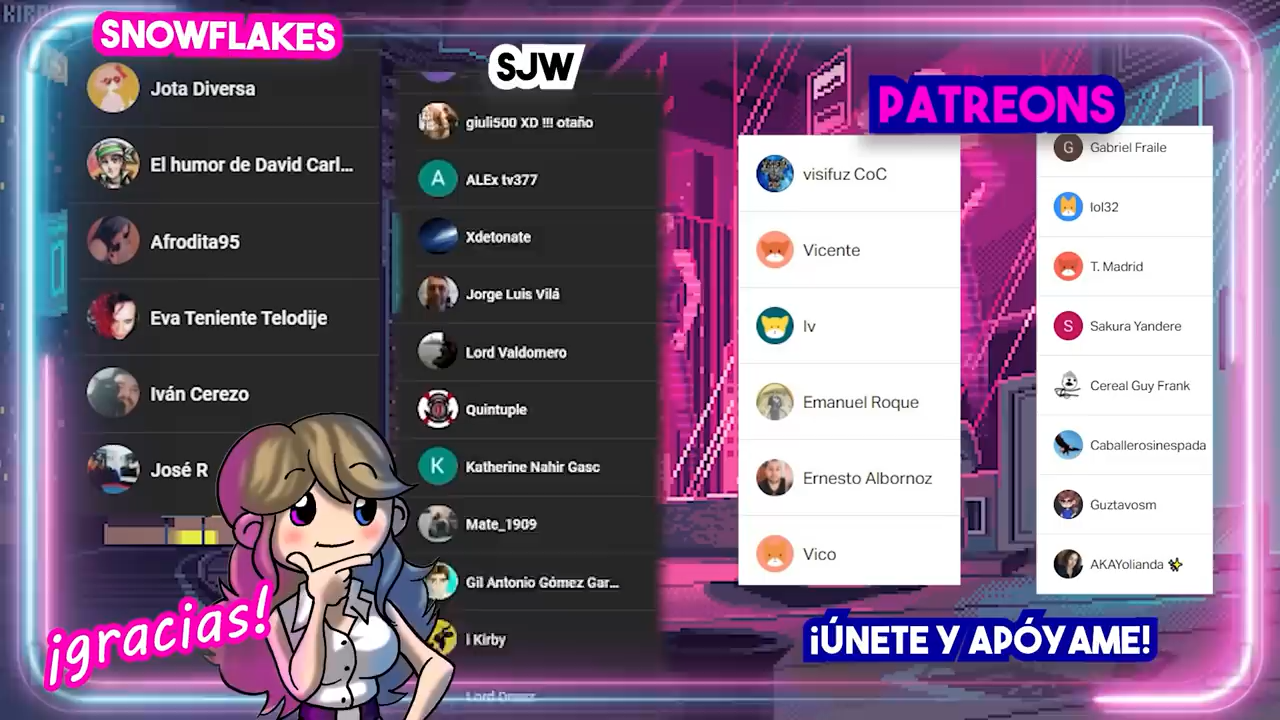 SNOWFLAKES
Jota Diversa
El humor de David Carl...
Afrodita95
Eva Teniente Telodije
Iván Cerezo
José R
¡gracias!
SJW
giuli500 XD !!! otaño
A
ALEx tv377
Xdetonate
Jorge Luis Vilá
Lord Valdomero
Quintuple
K
Katherine Nahir Gasc
Mate_1909
Gil Antonio Gómez Gar...
i Kirby
PATREONS
visifuz CoC
Vicente
lv
Emanuel Roque
Ernesto Albornoz
Vico
G
Gabriel Fraile
lol32
T. Madrid
S
Sakura Yandere
Cereal Guy Frank
Caballerosinespada
Guztavosm
AKAYolianda ✨
¡ÚNETE Y APÓYAME!